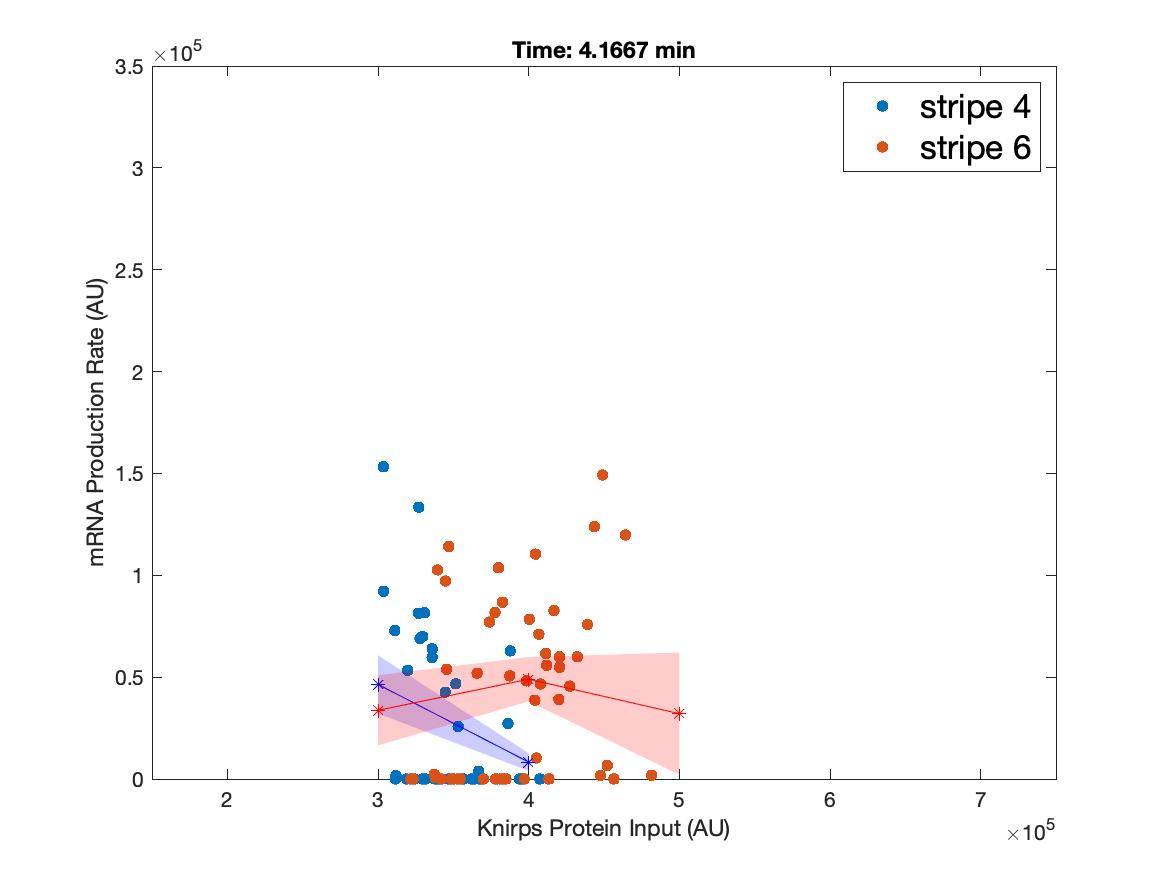 Time: 4.1667 min
×10^5
3.5
3
2.5
2
1.5
1
0.5
0
mRNA Production Rate (AU)
stripe 4
stripe 6
2 3 4 5 6 7
Knirps Protein Input (AU)
×10^5